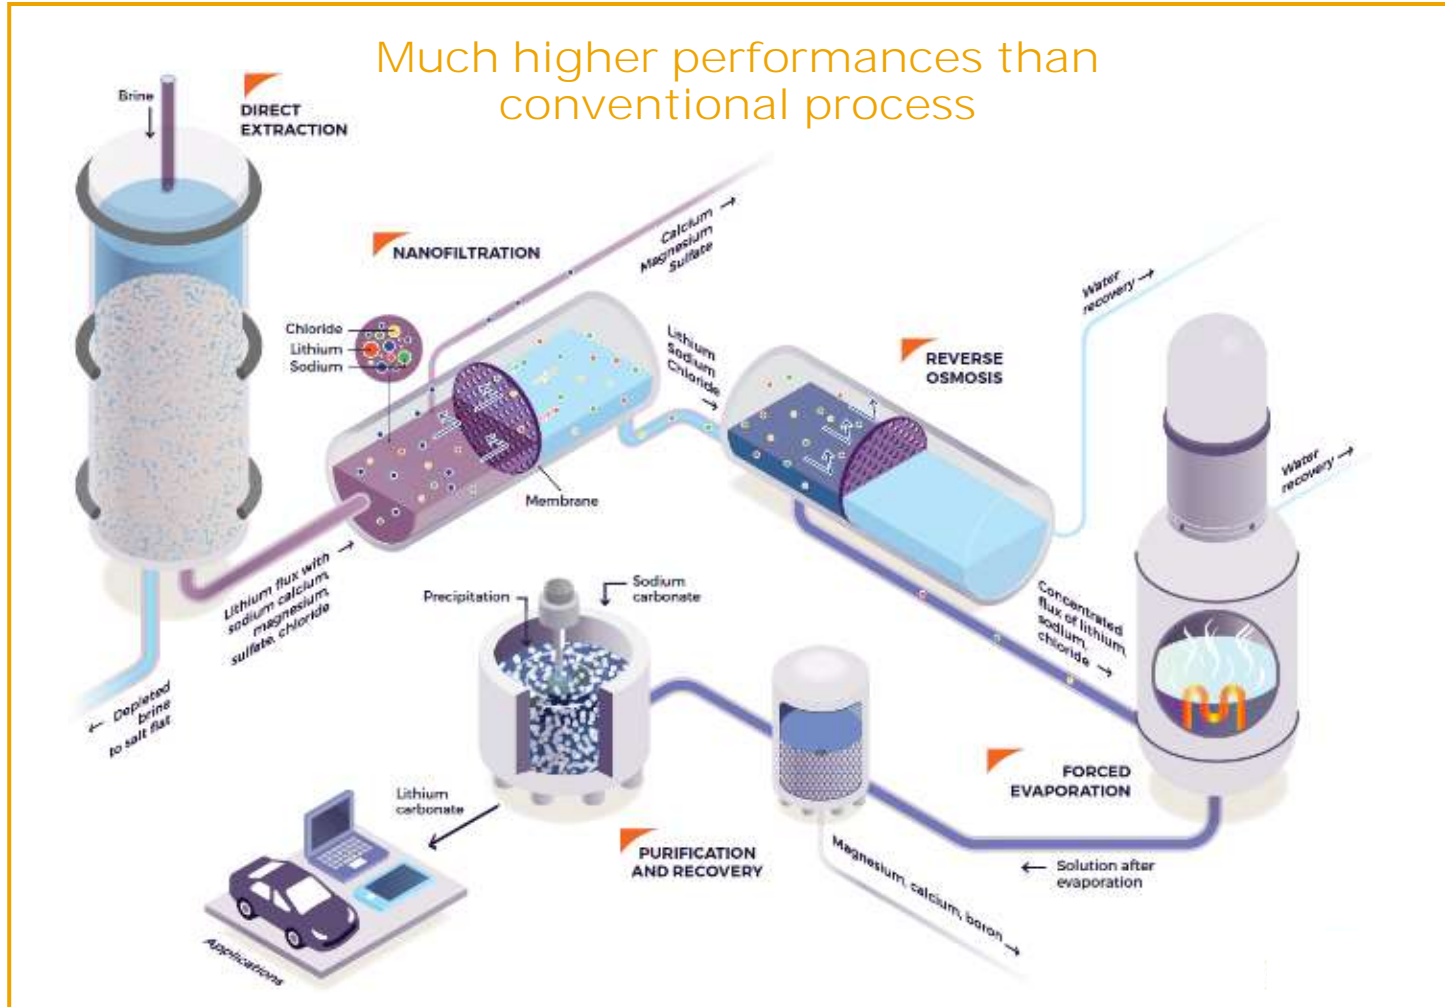 Much higher performances than
conventional process
Brine
DIRECT
EXTRACTION
NANOFILTRATION
Calcium
Magnesium
Sulfate
Chloride
Lithium
Sodium
Membrane
Lithium
Sodium
Chloride
REVERSE
OSMOSIS
Water
recovery
Water
recovery
Lithium flux with
sodium calcium,
magnesium,
sulfate, chloride
Depleted
brine
to salt flat
Precipitation
Sodium
carbonate
Concentrated
flux of lithium,
sodium,
chloride
FORCED
EVAPORATION
Solution after
evaporation
Magnesium, calcium, boron
PURIFICATION
AND RECOVERY
Lithium
carbonate
Applications